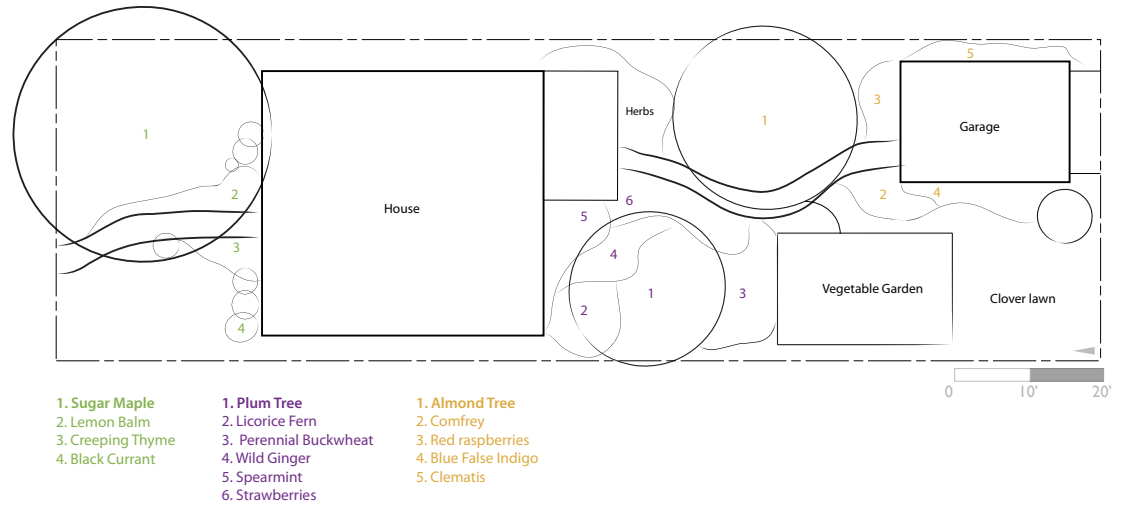 5
3
1
Herbs
1
Garage
2
2
4
6
House
5
3
4
1
3
Vegetable Garden
Clover lawn
2
4
0 10' 20'
1. Sugar Maple
2. Lemon Balm
3. Creeping Thyme
4. Black Currant
1. Plum Tree
2. Licorice Fern
3. Perennial Buckwheat
4. Wild Ginger
5. Spearmint
6. Strawberries
1. Almond Tree
2. Comfrey
3. Red raspberries
4. Blue False Indigo
5. Clematis